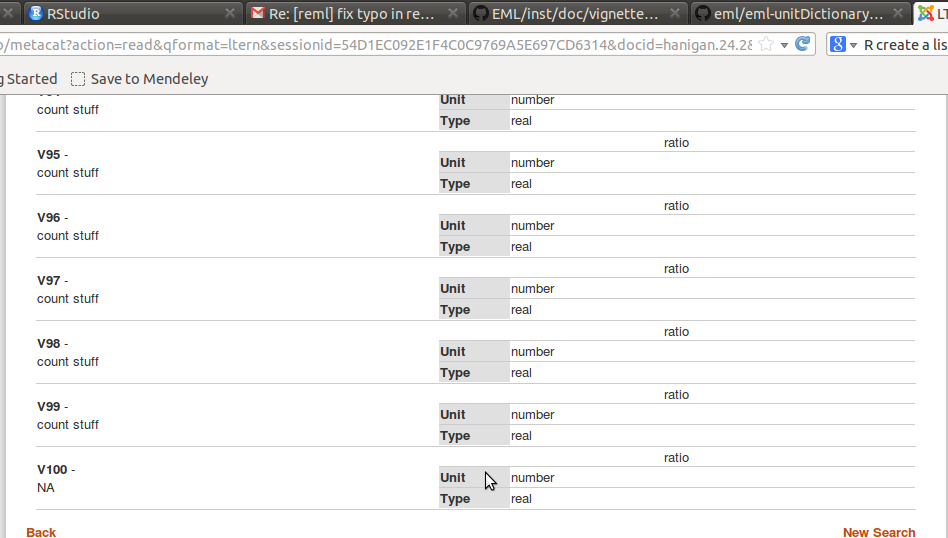 RStudio
Re: [reml] fix typo in re...
EML/inst/doc/vignette...
eml/eml-unitDictionary...
LT
o/metacat?action=read&qformat=ltern&sessionid=54D1EC092E1F4C0C9769A5E697CD6314&docid=hanigan.24.2&
R create a lis
g Started
Save to Mendeley
count stuff
Unit number
Type real
ratio
V95 -
count stuff
Unit number
Type real
ratio
V96 -
count stuff
Unit number
Type real
ratio
V97 -
count stuff
Unit number
Type real
ratio
V98 -
count stuff
Unit number
Type real
ratio
V99 -
count stuff
Unit number
Type real
ratio
V100 -
NA
Unit number
Type real
Back
New Search